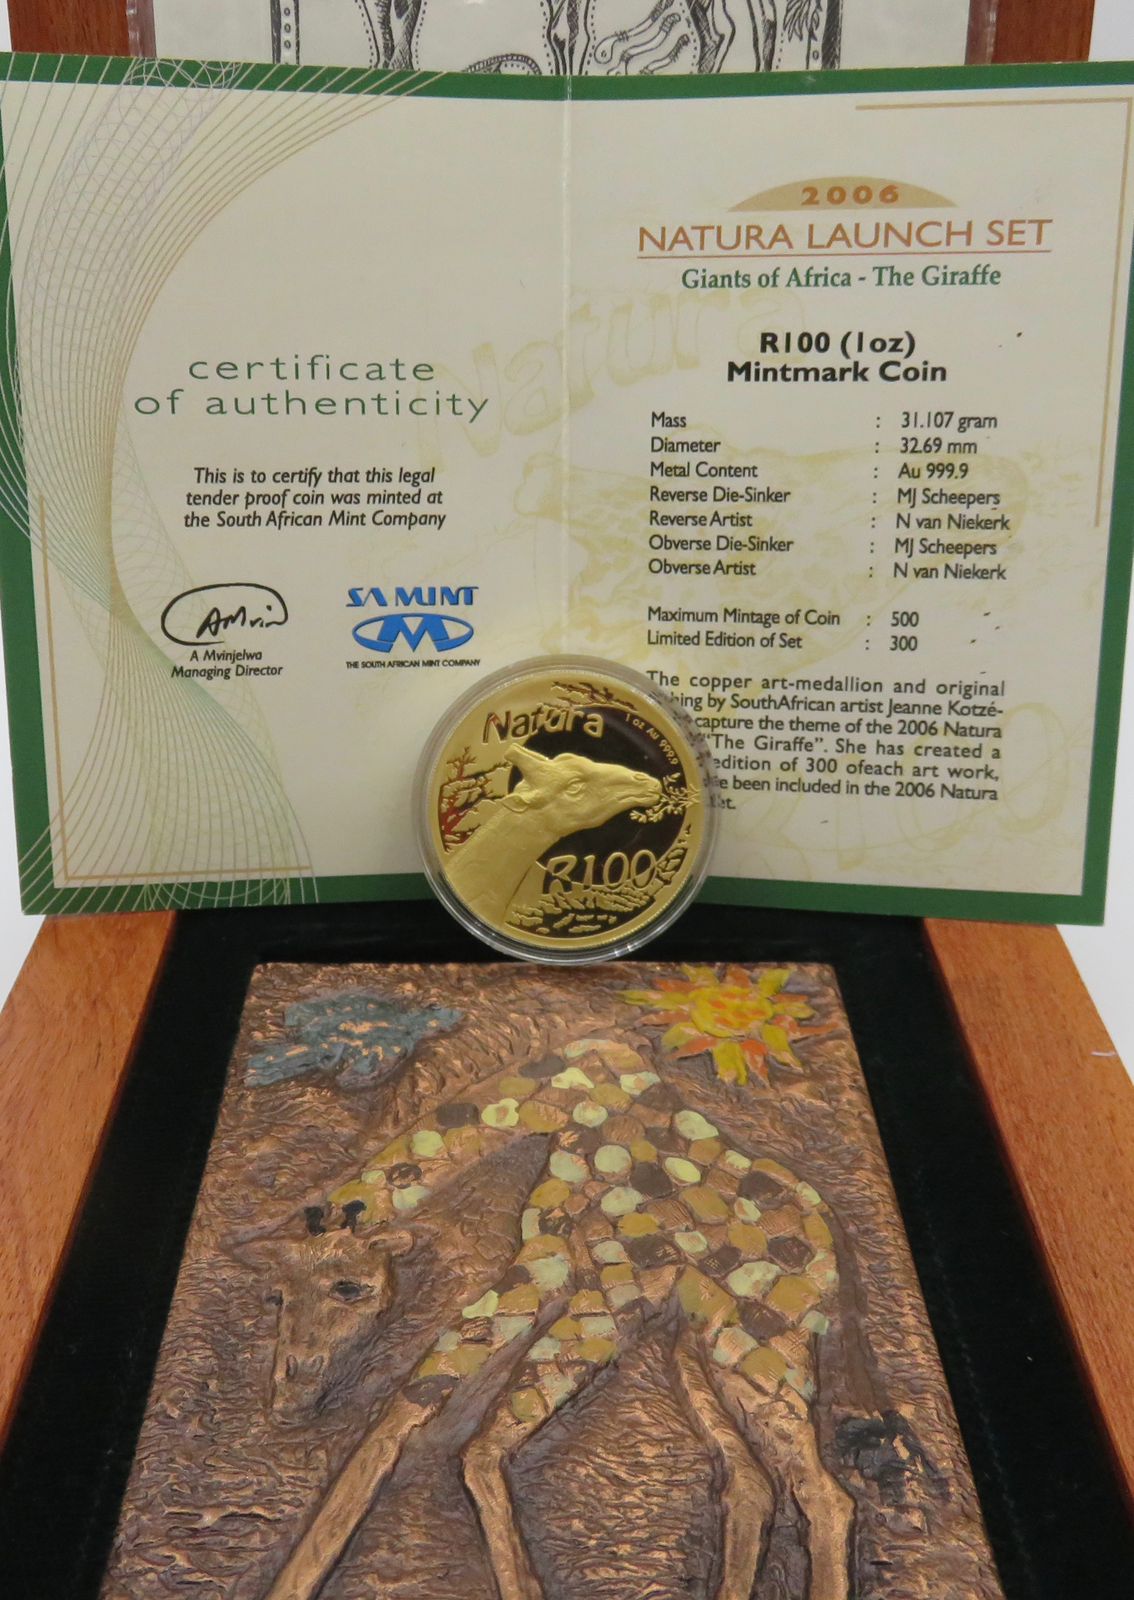 certificate
of authenticity
This is to certify that this legal
tender proof coin was minted at
the South African Mint Company
A Mvinjelwa
Managing Director
SA MINT
THE SOUTH AFRICAN MINT COMPANY
2006
NATURA LAUNCH SET
Giants of Africa - The Giraffe
R100 (1oz)
Mintmark Coin
Mass : 31.107 gram
Diameter : 32.69 mm
Metal Content : Au 999.9
Reverse Die-Sinker : MJ Scheepers
Reverse Artist : N van Niekerk
Obverse Die-Sinker : MJ Scheepers
Obverse Artist : N van Niekerk
Maximum Mintage of Coin : 500
Limited Edition of Set : 300
The copper art-medallion and original
by SouthAfrican artist Jeanne Kotzé-
capture the theme of the 2006 Natura
"The Giraffe". She has created a
edition of 300 ofeach art work,
been included in the 2006 Natura
Natura
1 oz Au 999.9
R100
Natura